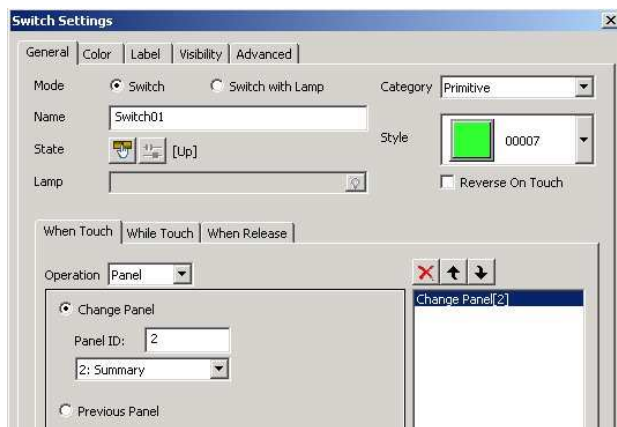 Switch Settings
General Color Label Visibility Advanced
Mode Switch Switch with Lamp Category Primitive
Name Switch01
State [Up] Style 00007
Lamp Reverse On Touch
When Touch While Touch When Release
Operation Panel
Change Panel Change Panel[2]
Panel ID: 2
2: Summary
Previous Panel